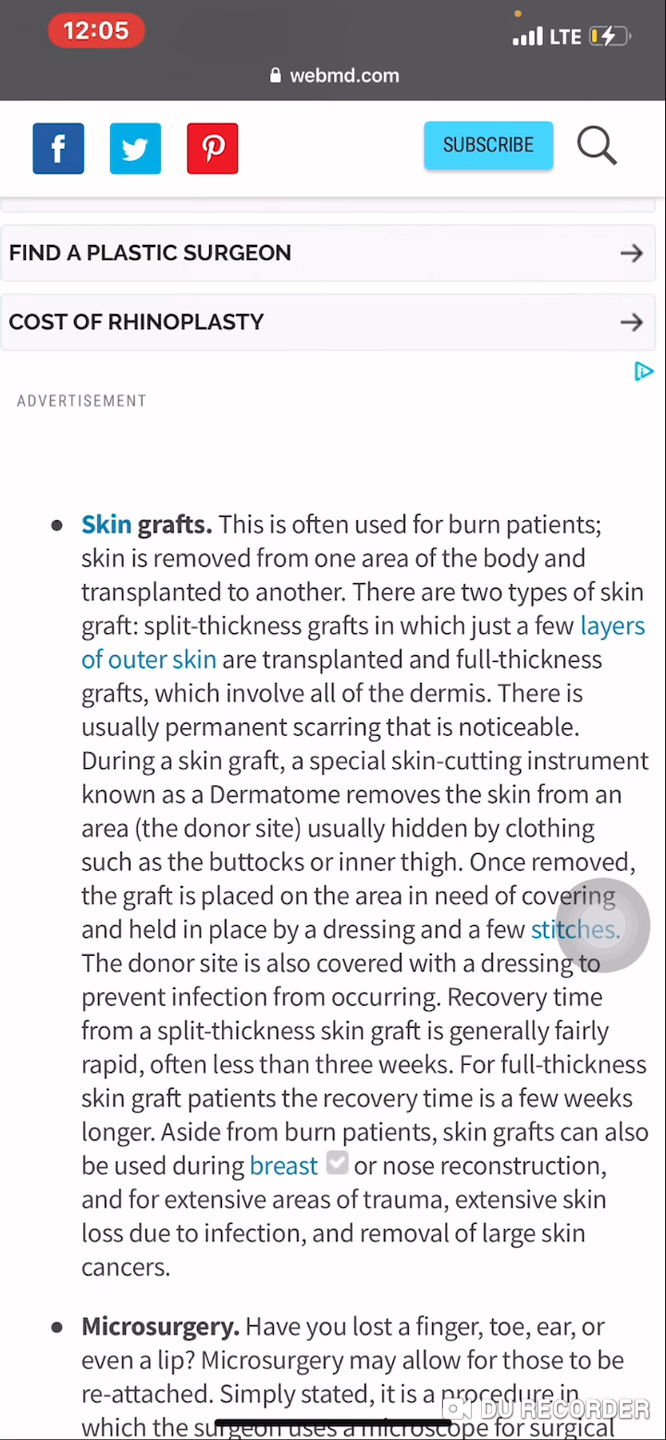 12:05
LTE
webmd.com
f
SUBSCRIBE
FIND A PLASTIC SURGEON
COST OF RHINOPLASTY
ADVERTISEMENT
• Skin grafts. This is often used for burn patients;
skin is removed from one area of the body and
transplanted to another. There are two types of skin
graft: split-thickness grafts in which just a few layers
of outer skin are transplanted and full-thickness
grafts, which involve all of the dermis. There is
usually permanent scarring that is noticeable.
During a skin graft, a special skin-cutting instrument
known as a Dermatome removes the skin from an
area (the donor site) usually hidden by clothing
such as the buttocks or inner thigh. Once removed,
the graft is placed on the area in need of covering
and held in place by a dressing and a few stitches.
The donor site is also covered with a dressing to
prevent infection from occurring. Recovery time
from a split-thickness skin graft is generally fairly
rapid, often less than three weeks. For full-thickness
skin graft patients the recovery time is a few weeks
longer. Aside from burn patients, skin grafts can also
be used during breast or nose reconstruction,
and for extensive areas of trauma, extensive skin
loss due to infection, and removal of large skin
cancers.
• Microsurgery. Have you lost a finger, toe, ear, or
even a lip? Microsurgery may allow for those to be
re-attached. Simply stated, it is a procedure in
which the surgeon uses a microscope for surgical
DU RECORDER